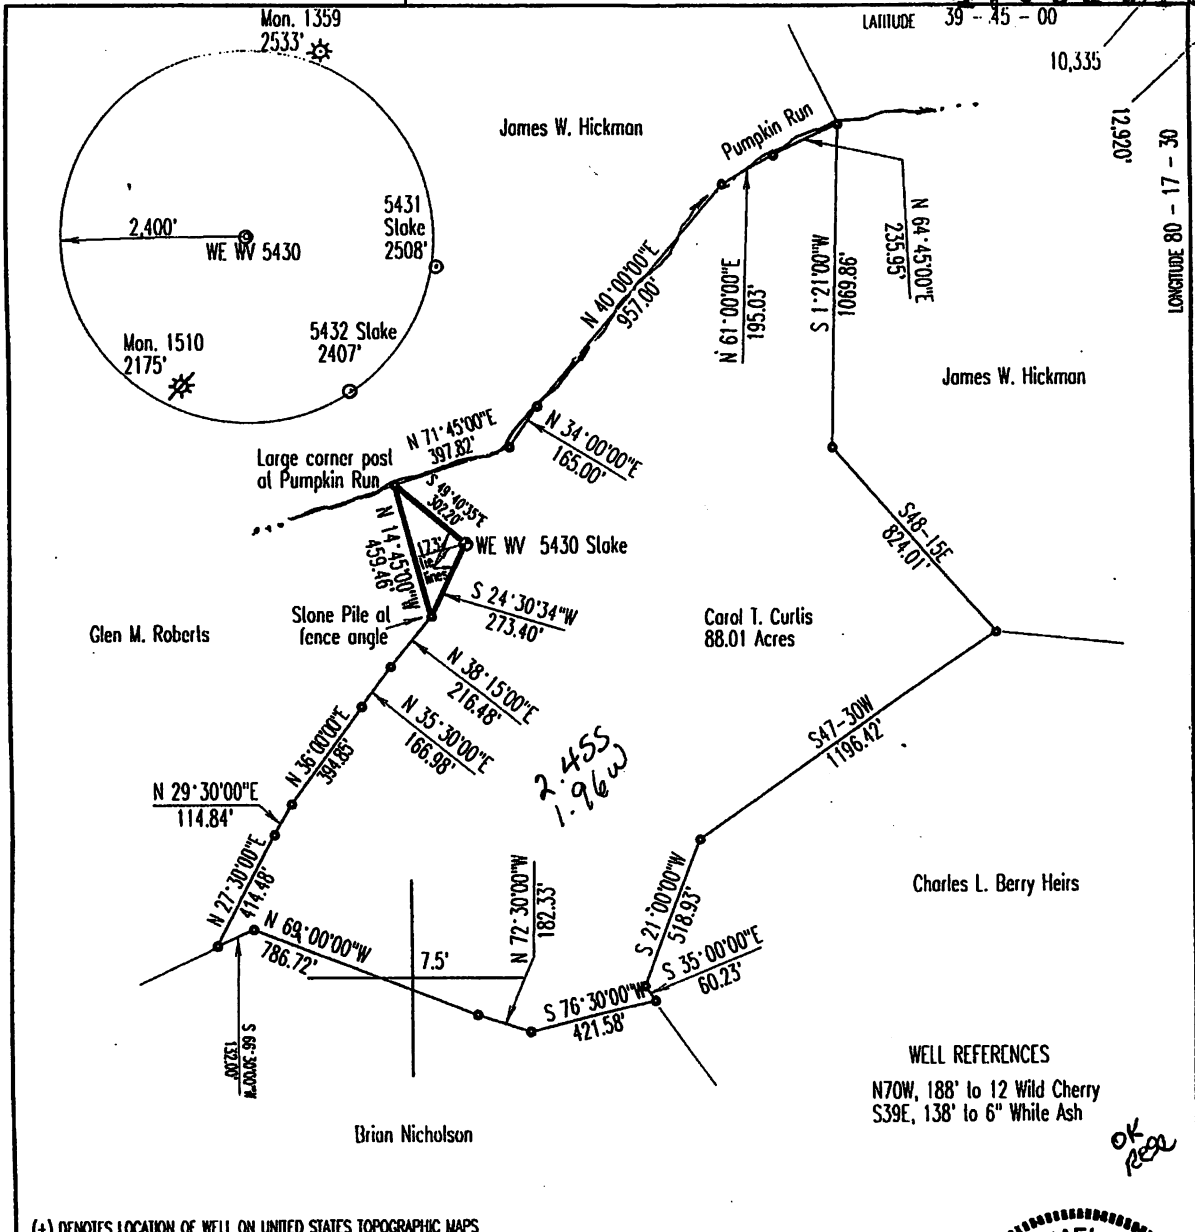 LATITUDE 39 - 45 - 00
10,335
12,920'
LONGITUDE 80 - 17 - 30
Mon. 1359
2533'
2,400'
WE WV 5430
5431
Stake
2508'
5432 Stake
2407'
Mon. 1510
2175'
James W. Hickman
Pumpkin Run
N 64°45'00"E
235.95'
N 61°00'00"E
195.03'
S 1°21'00"W
1069.86'
N 40°00'00"E
957.00'
James W. Hickman
N 71°45'00"E
397.82'
N 34°00'00"E
165.00'
Large corner post
at Pumpkin Run
S 49°40'35"E
302.20'
N 14°45'00"W
459.46'
173'
tie
lines
WE WV 5430 Stake
S 24°30'34"W
273.40'
Stone Pile at
fence angle
Glen M. Roberts
Carol T. Curtis
88.01 Acres
S48-15E
824.01'
N 38°15'00"E
216.48'
N 35°30'00"E
166.98'
N 36°00'00"E
394.85'
N 29°30'00"E
114.84'
N 27°30'00"E
414.48'
2.45S
1.96W
S47-30W
1196.42'
N 69°00'00"W
786.72'
7.5'
N 72°30'00"W
182.33'
S 76°30'00"W
421.58'
S 21°00'00"W
518.93'
S 35°00'00"E
60.23'
S 66°30'00"W
132.00'
Charles L. Berry Heirs
Brian Nicholson
WELL REFERENCES
N70W, 188' to 12 Wild Cherry
S39E, 138' to 6" White Ash
OK
(+) DENOTES LOCATION OF WELL ON UNITED STATES TOPOGRAPHIC MAPS